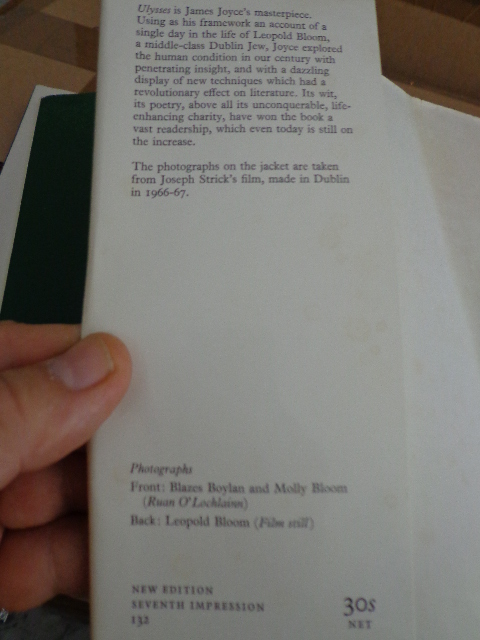 Ulysses is James Joyce's masterpiece.
Using as his framework an account of a
single day in the life of Leopold Bloom,
a middle-class Dublin Jew, Joyce explored
the human condition in our century with
penetrating insight, and with a dazzling
display of new techniques which had a
revolutionary effect on literature. Its wit,
its poetry, above all its unconquerable, life-
enhancing charity, have won the book a
vast readership, which even today is still on
the increase.
The photographs on the jacket are taken
from Joseph Strick's film, made in Dublin
in 1966-67.
Photographs
Front: Blazes Boylan and Molly Bloom
(Ruan O'Lochlainn)
Back: Leopold Bloom (Film still)
NEW EDITION
SEVENTH IMPRESSION
132
30s
NET